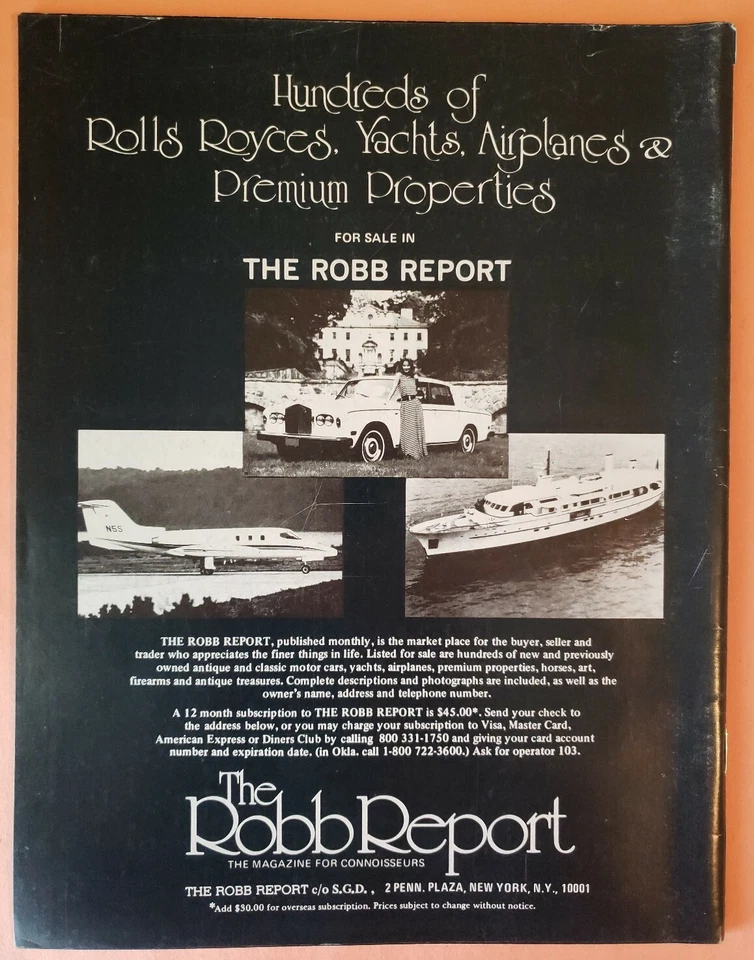 Hundreds of
Rolls Royces, Yachts, Airplanes &
Premium Properties
FOR SALE IN
THE ROBB REPORT
N5S
THE ROBB REPORT, published monthly, is the market place for the buyer, seller and
trader who appreciates the finer things in life. Listed for sale are hundreds of new and previously
owned antique and classic motor cars, yachts, airplanes, premium properties, horses, art,
firearms and antique treasures. Complete descriptions and photographs are included, as well as the
owner's name, address and telephone number.
A 12 month subscription to THE ROBB REPORT is $45.00*. Send your check to
the address below, or you may charge your subscription to Visa, Master Card,
American Express or Diners Club by calling 800 331-1750 and giving your card account
number and expiration date. (in Okla. call 1-800 722-3600.) Ask for operator 103.
The
Robb Report
THE MAGAZINE FOR CONNOISSEURS
THE ROBB REPORT c/o S.G.D. , 2 PENN. PLAZA, NEW YORK, N.Y., 10001
*Add $30.00 for overseas subscription. Prices subject to change without notice.